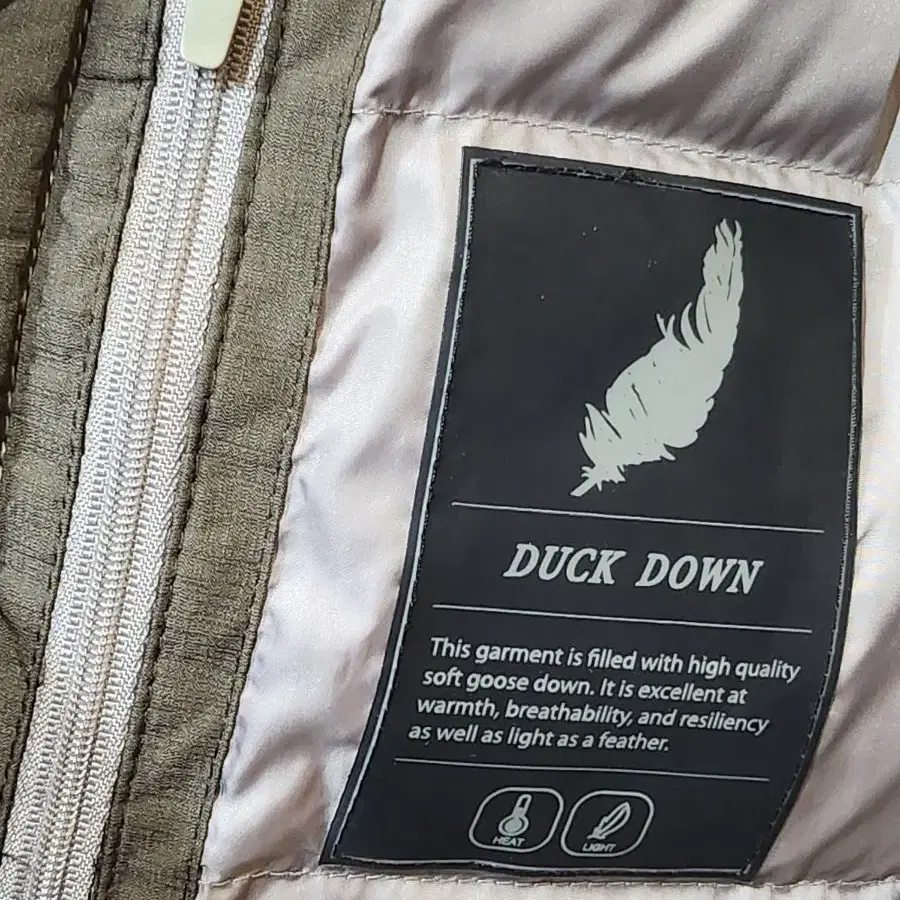 DUCK DOWN
This garment is filled with high quality
soft goose down. It is excellent at
warmth, breathability, and resiliency
as well as light as a feather.
HEAT
LIGHT